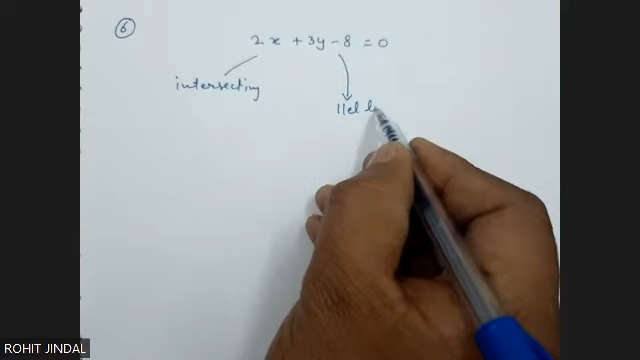 6
2x + 3y - 8 = 0
intersecting
||el
ROHIT JINDAL